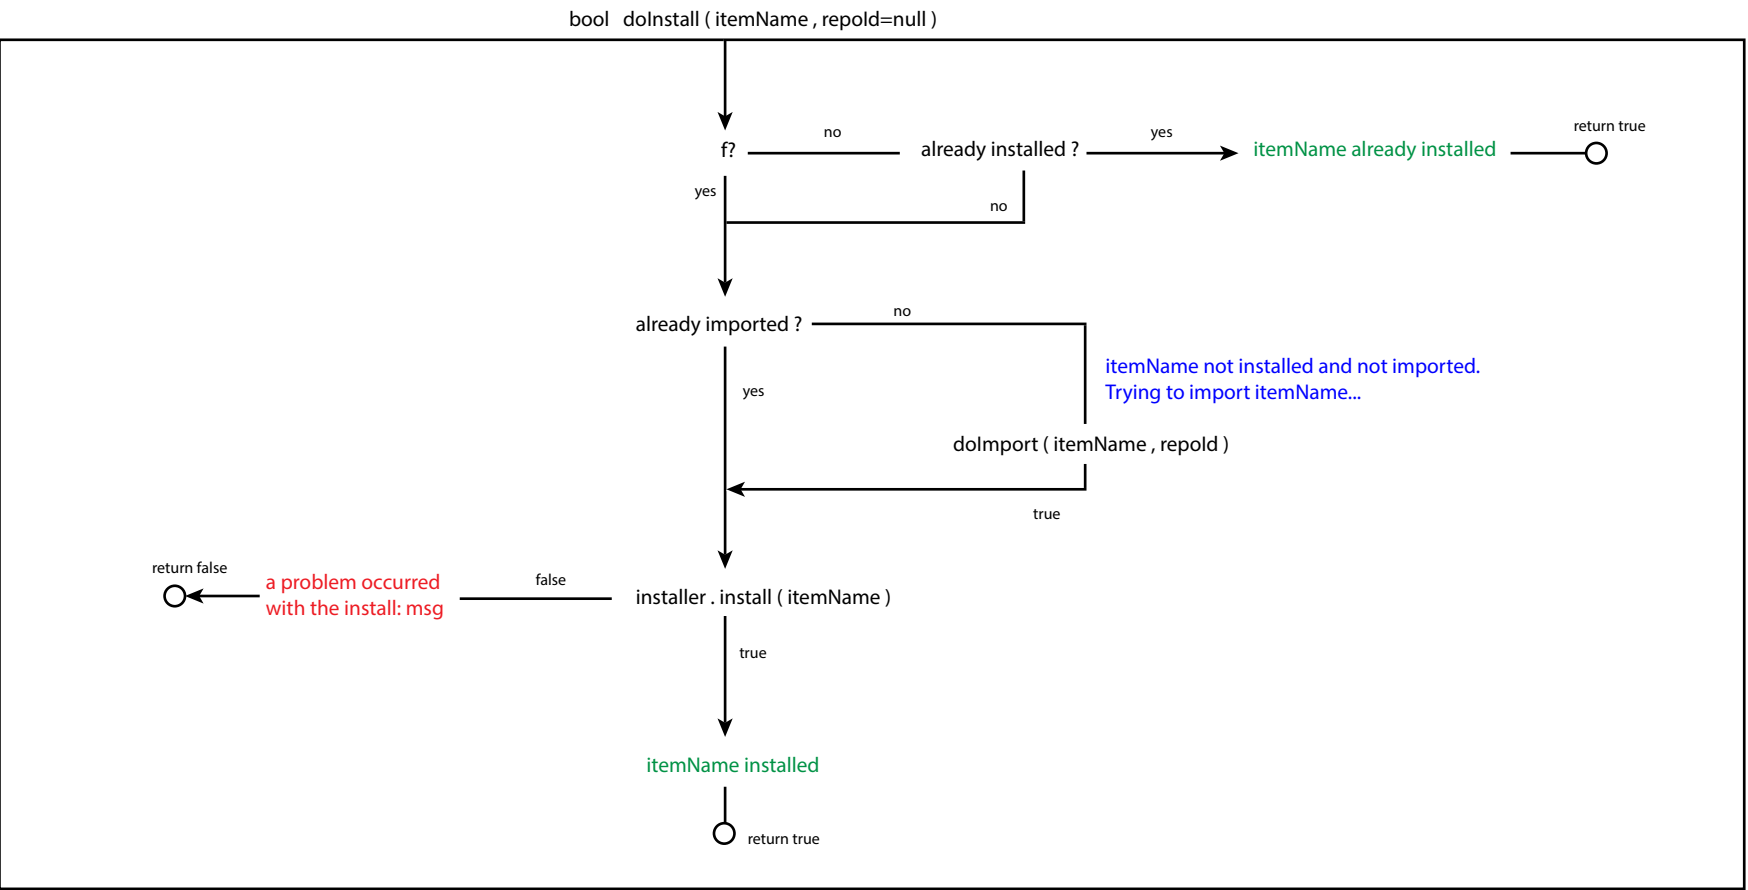 bool doInstall ( itemName , repoId=null )
return true
no
yes
f?
already installed ?
itemName already installed
yes
no
no
already imported ?
itemName not installed and not imported.
Trying to import itemName...
yes
doImport ( itemName , repoId )
true
return false
a problem occurred
with the install: msg
false
installer . install ( itemName )
true
itemName installed
return true